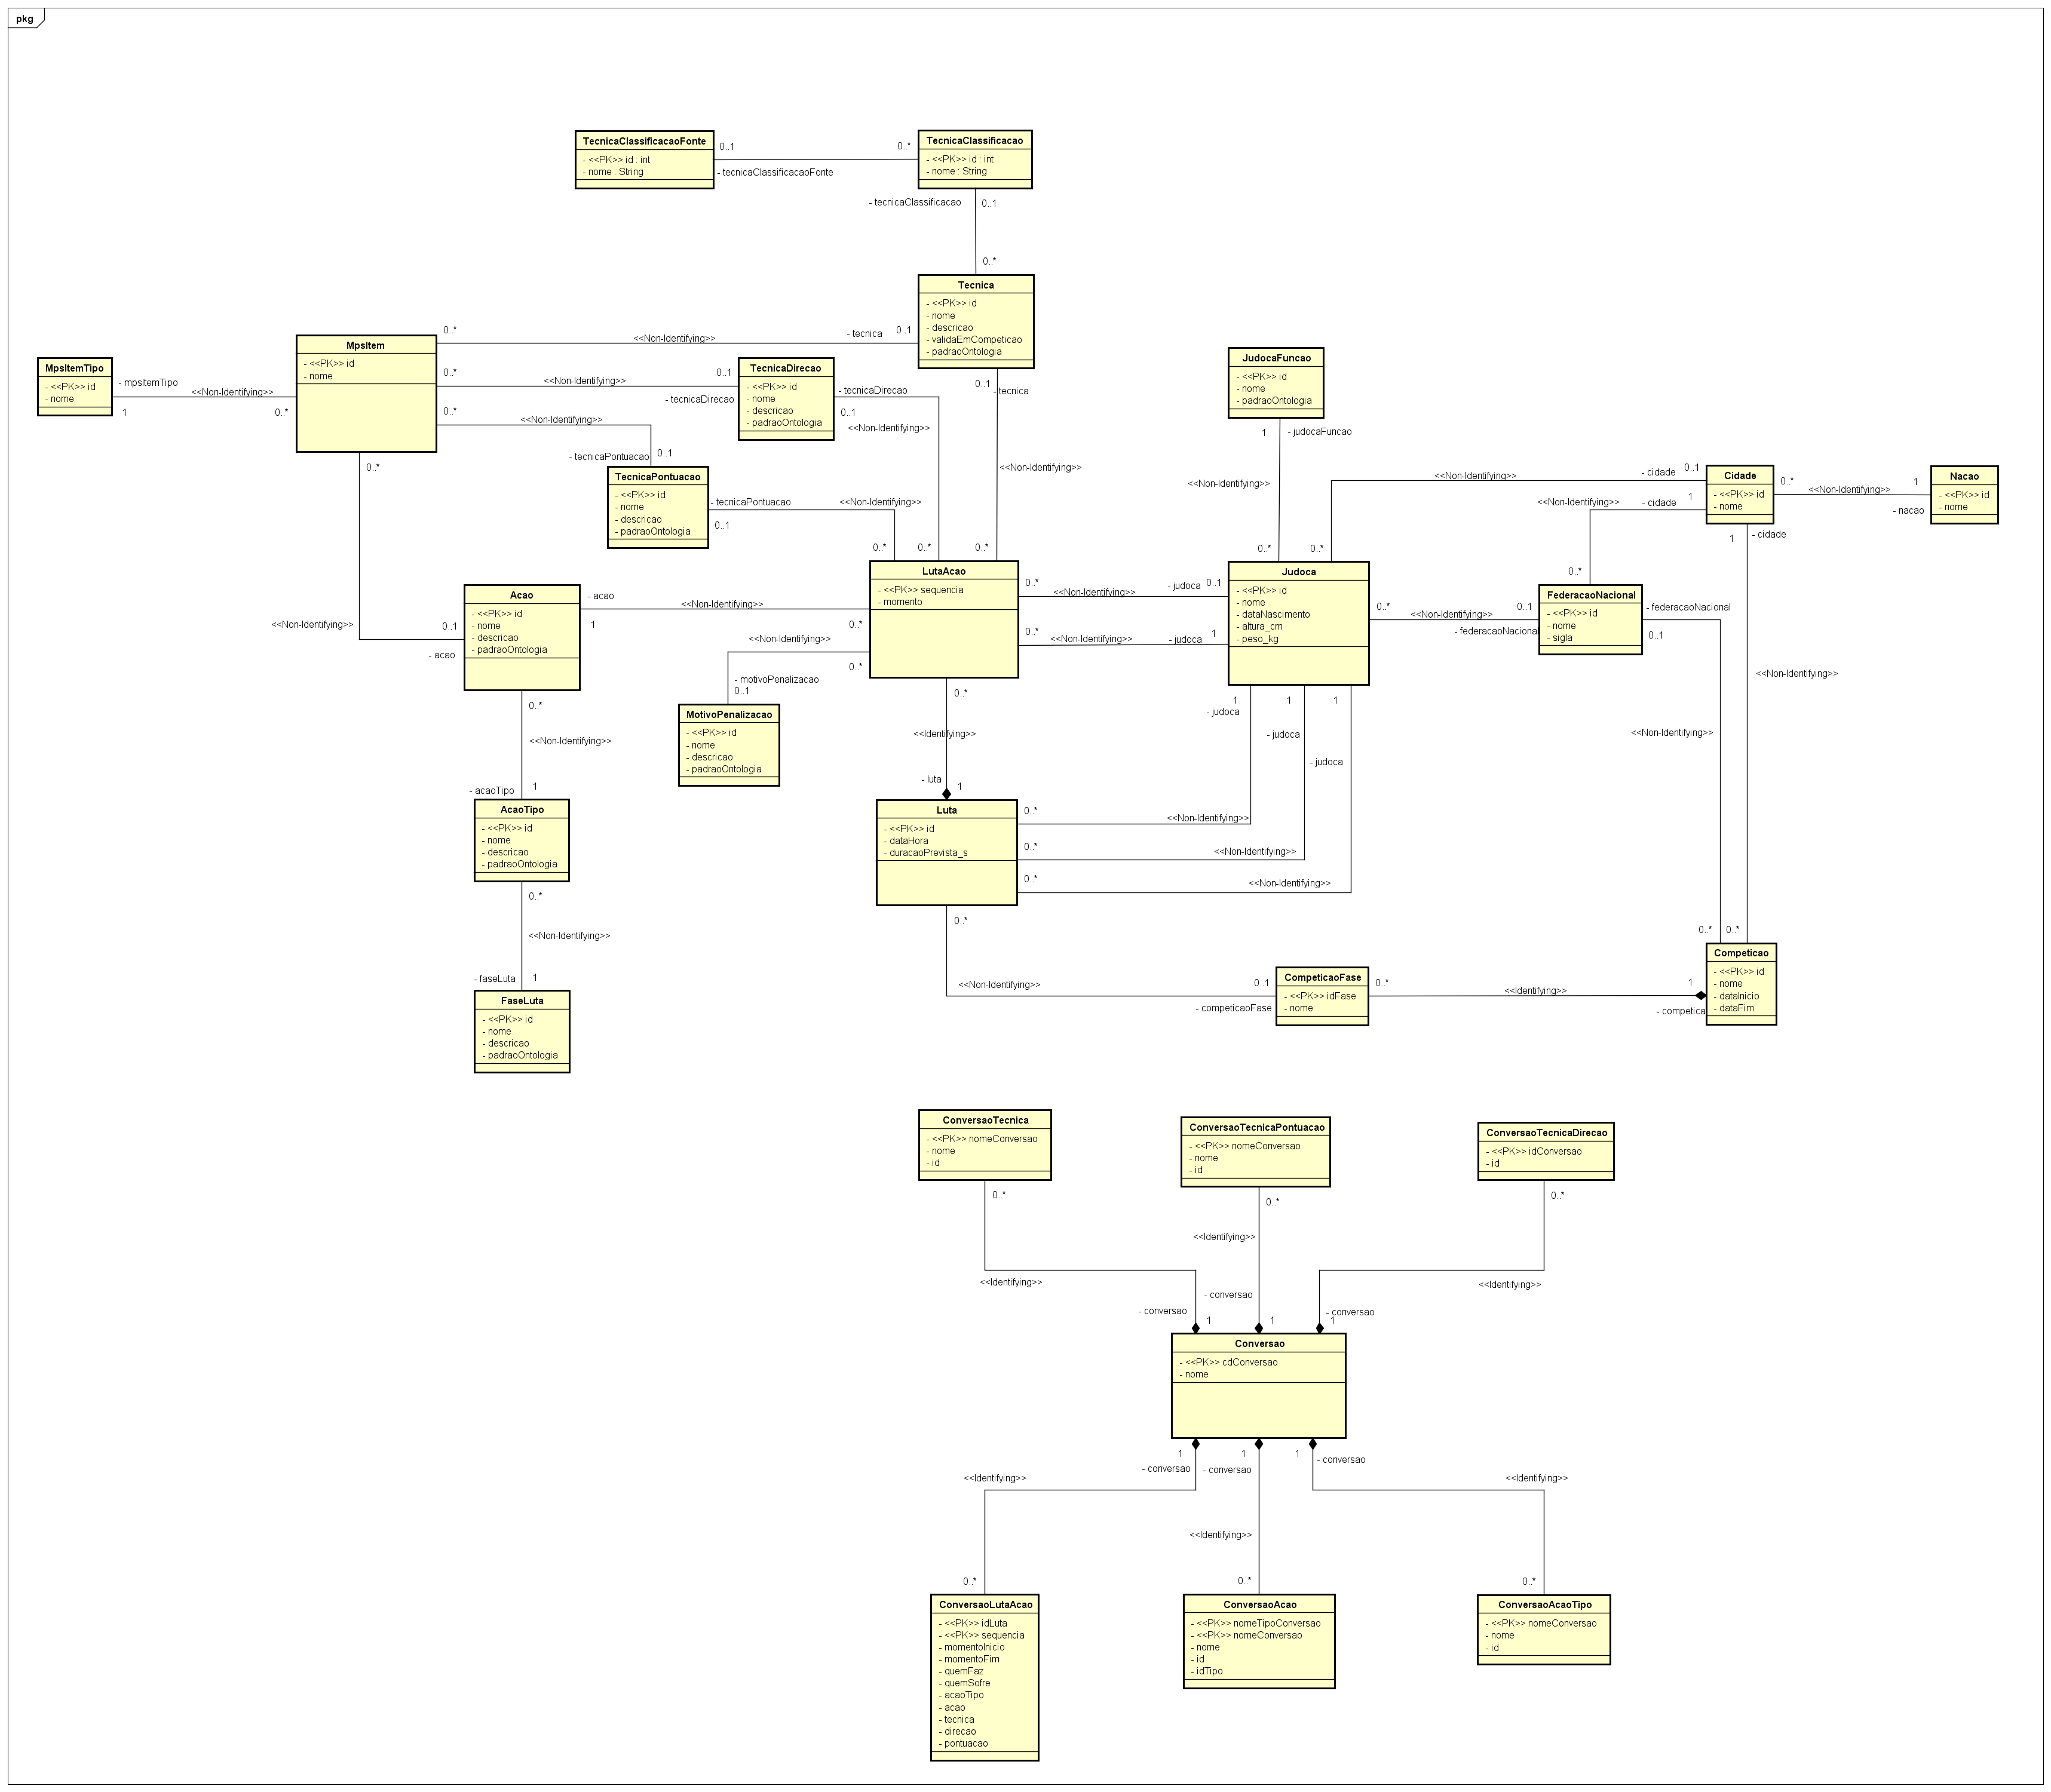 pkg
TecnicaClassificacaoFonte
- <<PK>> id : int
- nome : String
0..1
0..*
- tecnicaClassificacaoFonte
TecnicaClassificacao
- <<PK>> id : int
- nome : String
- tecnicaClassificacao
0..1
0..*
Tecnica
- <<PK>> id
- nome
- descricao
- validaEmCompeticao
- padraoOntologia
0..*
<<Non-Identifying>>
- tecnica
0..1
MpsItem
- <<PK>> id
- nome
MpsItemTipo
- <<PK>> id
- nome
- mpsItemTipo
1
<<Non-Identifying>>
0..*
0..*
<<Non-Identifying>>
0..1
- tecnicaDirecao
TecnicaDirecao
- <<PK>> id
- nome
- descricao
- padraoOntologia
- tecnicaDirecao
0..1
<<Non-Identifying>>
0..1
- tecnica
<<Non-Identifying>>
0..*
<<Non-Identifying>>
0..1
- tecnicaPontuacao
TecnicaPontuacao
- <<PK>> id
- nome
- descricao
- padraoOntologia
- tecnicaPontuacao
0..1
<<Non-Identifying>>
0..*
0..*
0..*
JudocaFuncao
- <<PK>> id
- nome
- padraoOntologia
1
- judocaFuncao
<<Non-Identifying>>
0..*
0..*
<<Non-Identifying>>
- cidade
0..1
<<Non-Identifying>>
- cidade
1
Cidade
- <<PK>> id
- nome
0..*
<<Non-Identifying>>
1
- nacao
Nacao
- <<PK>> id
- nome
1
- cidade
0..*
<<Non-Identifying>>
0..1
- acao
Acao
- <<PK>> id
- nome
- descricao
- padraoOntologia
- acao
1
<<Non-Identifying>>
0..*
LutaAcao
- <<PK>> sequencia
- momento
0..*
<<Non-Identifying>>
- judoca
0..1
0..*
<<Non-Identifying>>
- judoca
1
Judoca
- <<PK>> id
- nome
- dataNascimento
- altura_cm
- peso_kg
0..*
<<Non-Identifying>>
0..1
- federacaoNacional
0..*
FederacaoNacional
- <<PK>> id
- nome
- sigla
- federacaoNacional
0..1
<<Non-Identifying>>
<<Non-Identifying>>
<<Non-Identifying>>
0..*
- motivoPenalizacao
0..1
MotivoPenalizacao
- <<PK>> id
- nome
- descricao
- padraoOntologia
0..*
<<Non-Identifying>>
- acaoTipo
1
AcaoTipo
- <<PK>> id
- nome
- descricao
- padraoOntologia
0..*
<<Non-Identifying>>
- faseLuta
1
FaseLuta
- <<PK>> id
- nome
- descricao
- padraoOntologia
0..*
<<Identifying>>
- luta
1
Luta
- <<PK>> id
- dataHora
- duracaoPrevista_s
1
1
1
- judoca
- judoca
- judoca
0..*
<<Non-Identifying>>
0..*
<<Non-Identifying>>
0..*
<<Non-Identifying>>
0..*
<<Non-Identifying>>
0..1
- competicaoFase
CompeticaoFase
- <<PK>> idFase
- nome
0..*
<<Identifying>>
1
- competica
0..*
0..*
Competicao
- <<PK>> id
- nome
- dataInicio
- dataFim
ConversaoTecnica
- <<PK>> nomeConversao
- nome
- id
0..*
<<Identifying>>
- conversao
1
ConversaoTecnicaPontuacao
- <<PK>> nomeConversao
- nome
- id
0..*
<<Identifying>>
- conversao
1
ConversaoTecnicaDirecao
- <<PK>> idConversao
- id
0..*
<<Identifying>>
- conversao
1
Conversao
- <<PK>> cdConversao
- nome
1
- conversao
<<Identifying>>
0..*
1
- conversao
<<Identifying>>
0..*
1
- conversao
<<Identifying>>
0..*
ConversaoLutaAcao
- <<PK>> idLuta
- <<PK>> sequencia
- momentoInicio
- momentoFim
- quemFaz
- quemSofre
- acaoTipo
- acao
- tecnica
- direcao
- pontuacao
ConversaoAcao
- <<PK>> nomeTipoConversao
- <<PK>> nomeConversao
- nome
- id
- idTipo
ConversaoAcaoTipo
- <<PK>> nomeConversao
- nome
- id